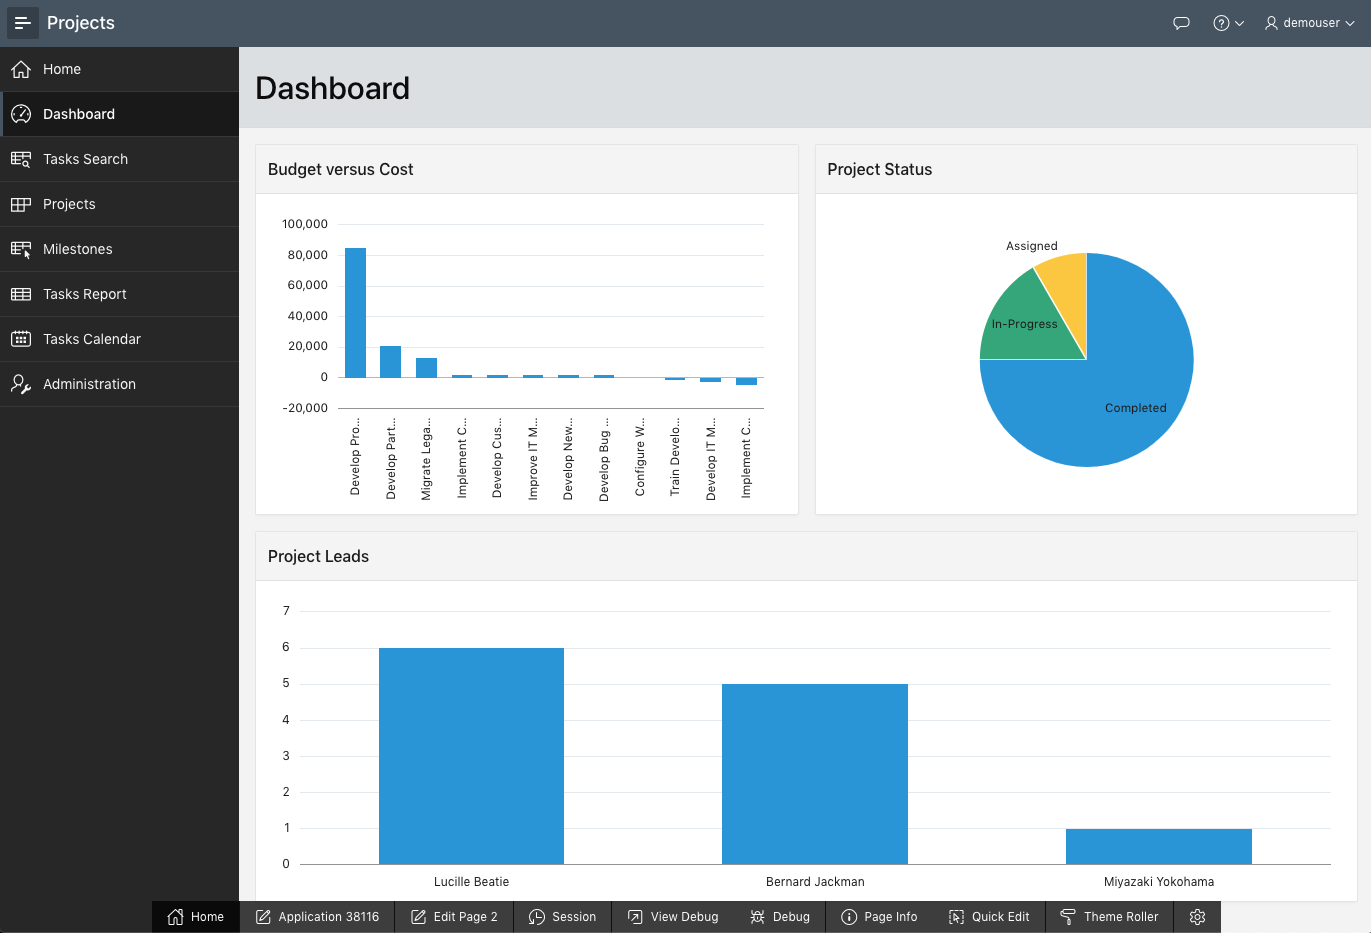 Projects
demouser
Home
Dashboard
Tasks Search
Projects
Milestones
Tasks Report
Tasks Calendar
Administration
Dashboard
Budget versus Cost
100,000
80,000
60,000
40,000
20,000
0
-20,000
Develop Pro...
Develop Part...
Migrate Lega...
Implement C...
Develop Cus...
Improve IT M...
Develop New...
Develop Bug ...
Configure W...
Train Develo...
Develop IT M...
Implement C...
Project Status
Assigned
In-Progress
Completed
Project Leads
7
6
5
4
3
2
1
0
Lucille Beatie
Bernard Jackman
Miyazaki Yokohama
Home
Application 38116
Edit Page 2
Session
View Debug
Debug
Page Info
Quick Edit
Theme Roller